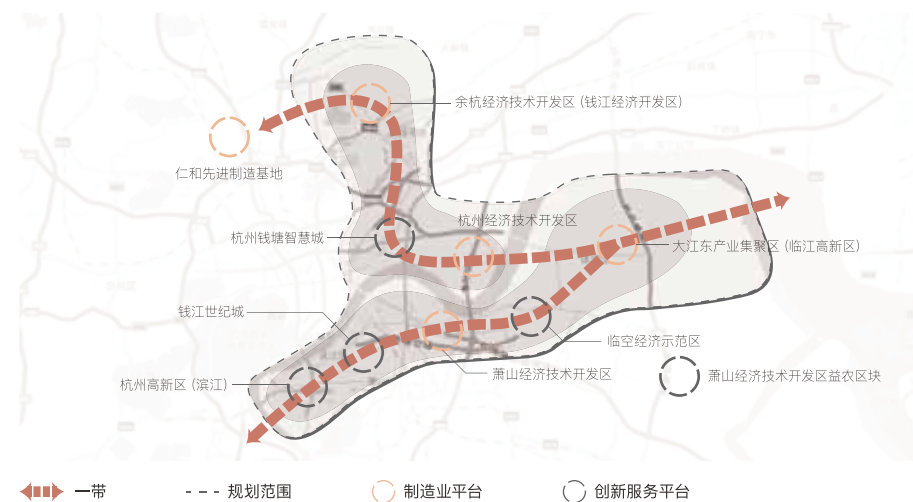 余杭经济技术开发区 (钱江经济开发区)
仁和先进制造基地
杭州经济技术开发区
杭州钱塘智慧城
大江东产业集聚区 (临江高新区)
钱江世纪城
临空经济示范区
萧山经济技术开发区
萧山经济技术开发区益农区块
杭州高新区 (滨江)
一带 规划范围 制造业平台 创新服务平台